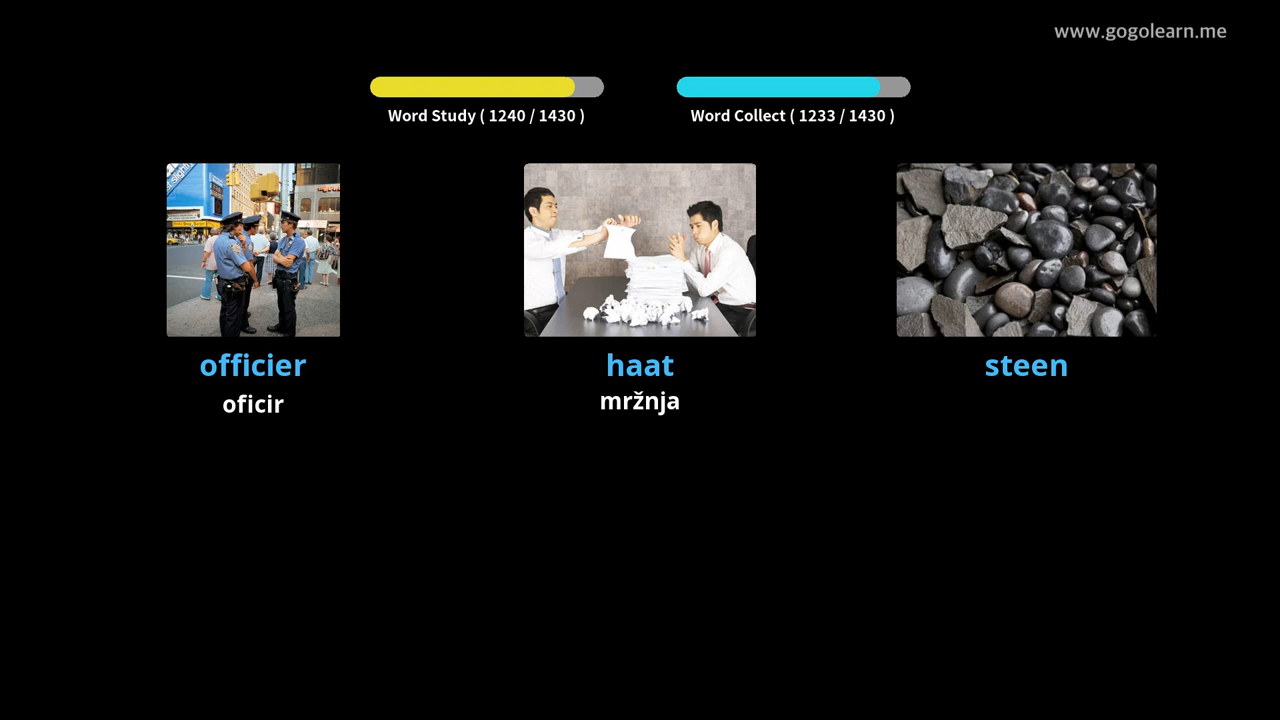 www.gogolearn.me
Word Study ( 1240 / 1430 )
Word Collect ( 1233 / 1430 )
officier
oficir
haat
mržnja
steen